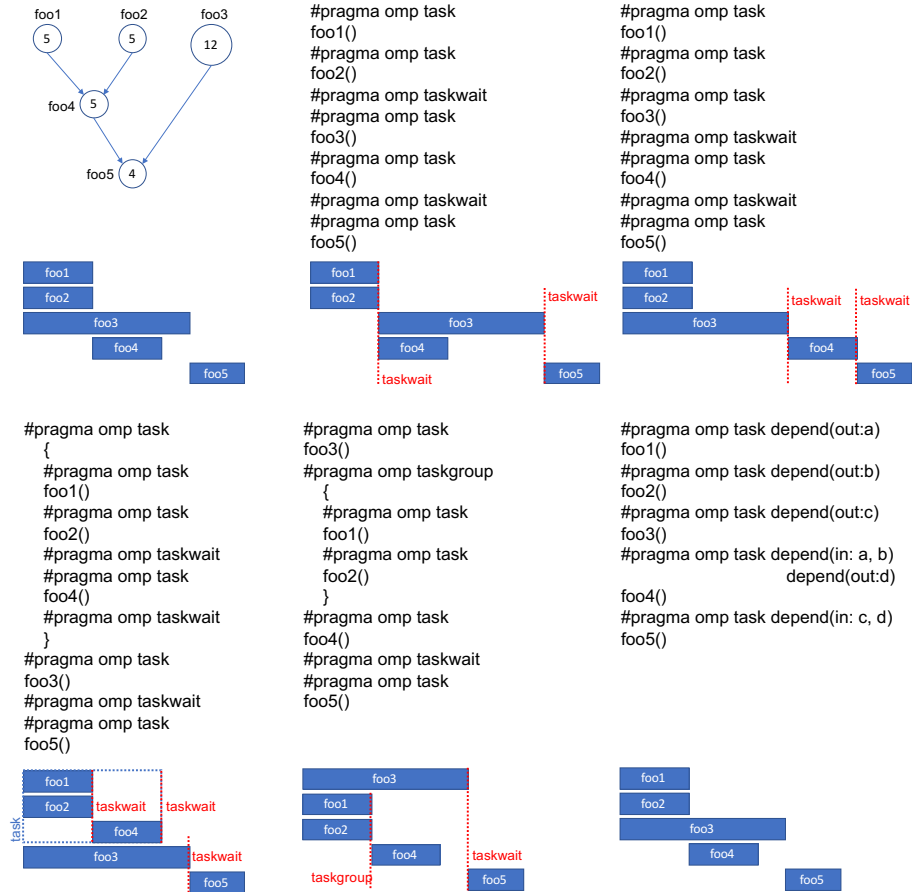 foo1
foo2
foo3
5
5
12
foo4
5
foo5
4
foo1
foo2
foo3
foo4
foo5
#pragma omp task
foo1()
#pragma omp task
foo2()
#pragma omp taskwait
#pragma omp task
foo3()
#pragma omp task
foo4()
#pragma omp taskwait
#pragma omp task
foo5()
foo1
foo2
taskwait
foo3
foo4
foo5
taskwait
#pragma omp task
foo1()
#pragma omp task
foo2()
#pragma omp task
foo3()
#pragma omp taskwait
#pragma omp task
foo4()
#pragma omp taskwait
#pragma omp task
foo5()
foo1
foo2
taskwait
taskwait
foo3
foo4
foo5
#pragma omp task
{
#pragma omp task
foo1()
#pragma omp task
foo2()
#pragma omp taskwait
#pragma omp task
foo4()
#pragma omp taskwait
}
#pragma omp task
foo3()
#pragma omp taskwait
#pragma omp task
foo5()
foo1
foo2
taskwait
taskwait
task
foo4
foo3
taskwait
foo5
#pragma omp task
foo3()
#pragma omp taskgroup
{
#pragma omp task
foo1()
#pragma omp task
foo2()
}
#pragma omp task
foo4()
#pragma omp taskwait
#pragma omp task
foo5()
foo3
foo1
foo2
foo4
taskwait
taskgroup
foo5
#pragma omp task depend(out:a)
foo1()
#pragma omp task depend(out:b)
foo2()
#pragma omp task depend(out:c)
foo3()
#pragma omp task depend(in: a, b)
depend(out:d)
foo4()
#pragma omp task depend(in: c, d)
foo5()
foo1
foo2
foo3
foo4
foo5